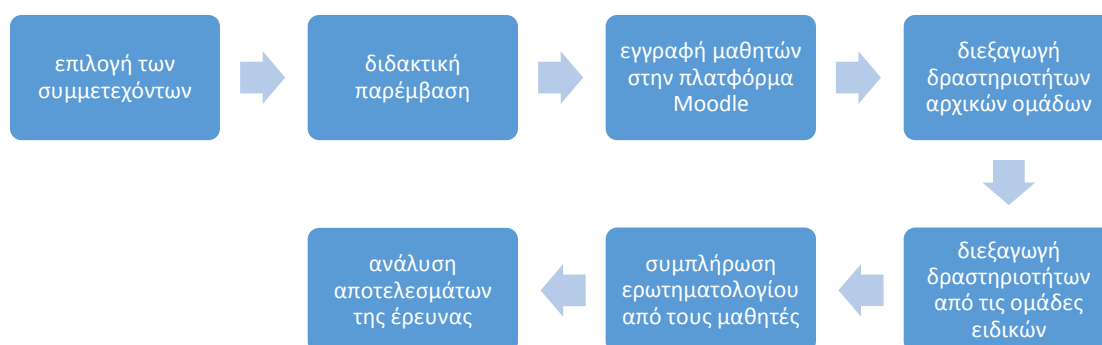 επιλογή των
συμμετεχόντων
διδακτική
παρέμβαση
εγγραφή μαθητών
στην πλατφόρμα
Moodle
διεξαγωγή
δραστηριοτήτων
αρχικών ομάδων
διεξαγωγή
δραστηριοτήτων
από τις ομάδες
ειδικών
συμπλήρωση
ερωτηματολογίου
από τους μαθητές
ανάλυση
αποτελεσμάτων
της έρευνας